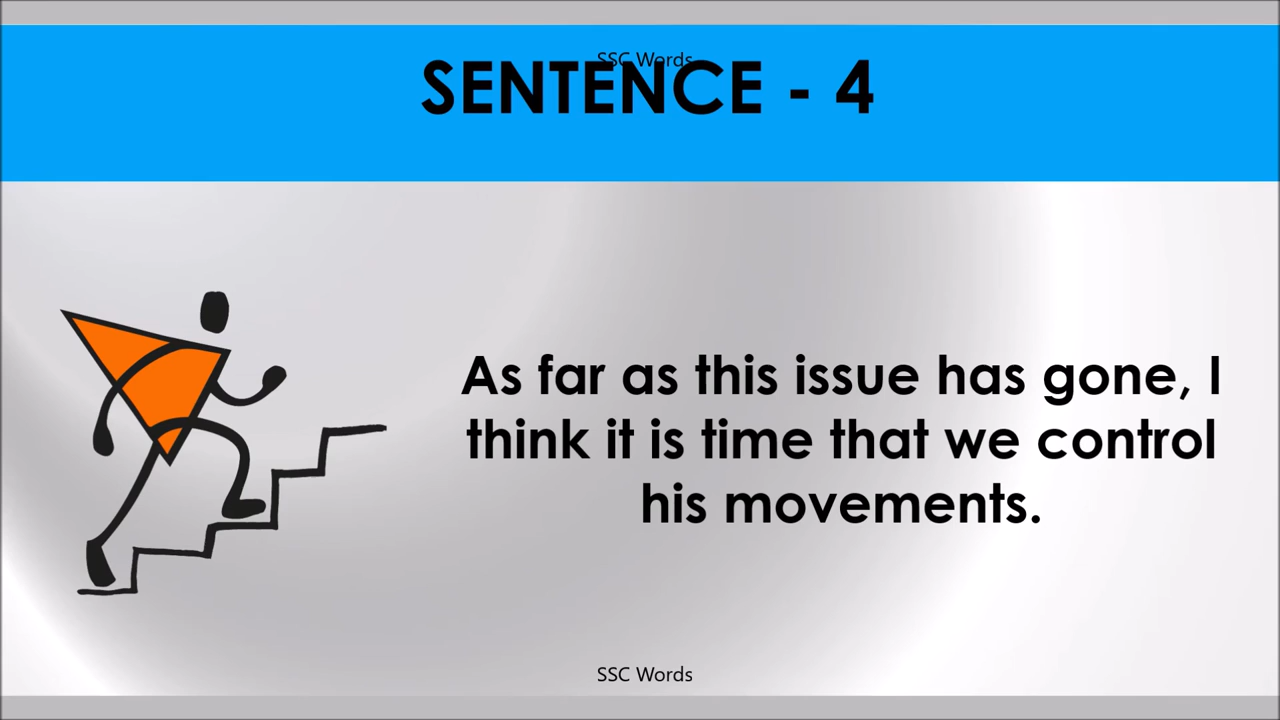 SSC Words
SENTENCE - 4
As far as this issue has gone, I
think it is time that we control
his movements.
SSC Words